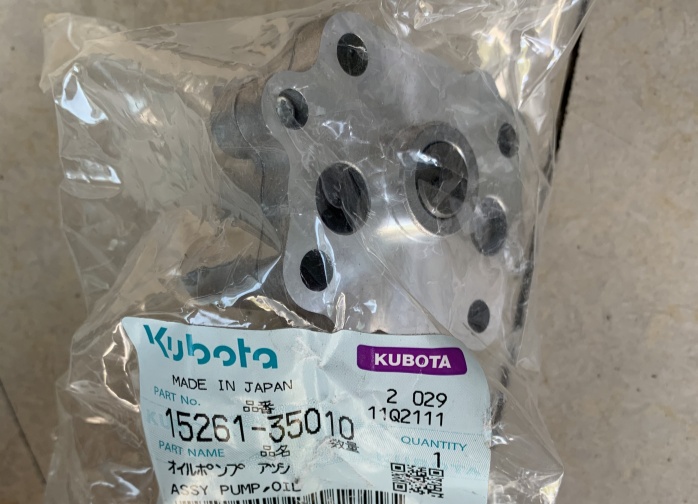 Kubota KUBOTA
MADE IN JAPAN 2 029
PART No. 品番 11Q2111
15261-35010
PART NAME 品名 数量 QUANTITY
オイルポンプ アッシ 1
ASSY PUMP,OIL